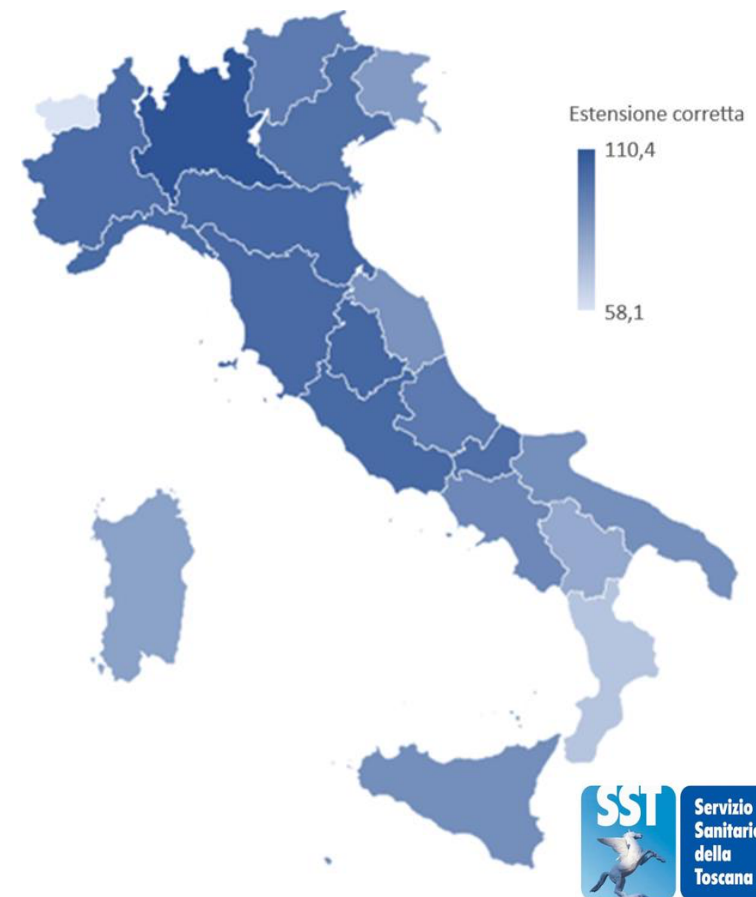 Estensione corretta
110,4
58,1
SST
Servizio
Sanitario
della
Toscana